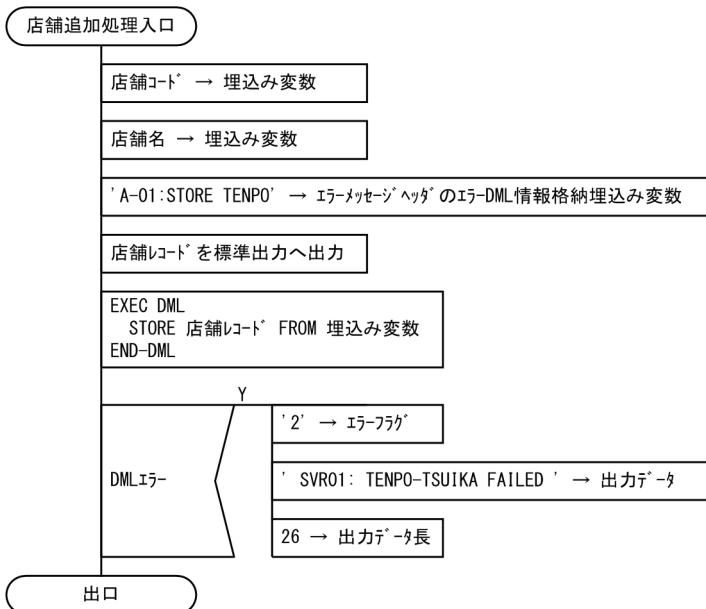 店舗追加処理入口
店舗ｺｰﾄﾞ → 埋込み変数
店舗名 → 埋込み変数
'A-01:STORE TENPO' → ｴﾗｰﾒｯｾｰｼﾞﾍｯﾀﾞのｴﾗｰDML情報格納埋込み変数
店舗ﾚｺｰﾄﾞを標準出力へ出力
EXEC DML
STORE 店舗ﾚｺｰﾄﾞ FROM 埋込み変数
END-DML
Y
'2' → ｴﾗｰﾌﾗｸﾞ
DMLｴﾗｰ
' SVR01: TENPO-TSUIKA FAILED ' → 出力ﾃﾞｰﾀ
26 → 出力ﾃﾞｰﾀ長
出口